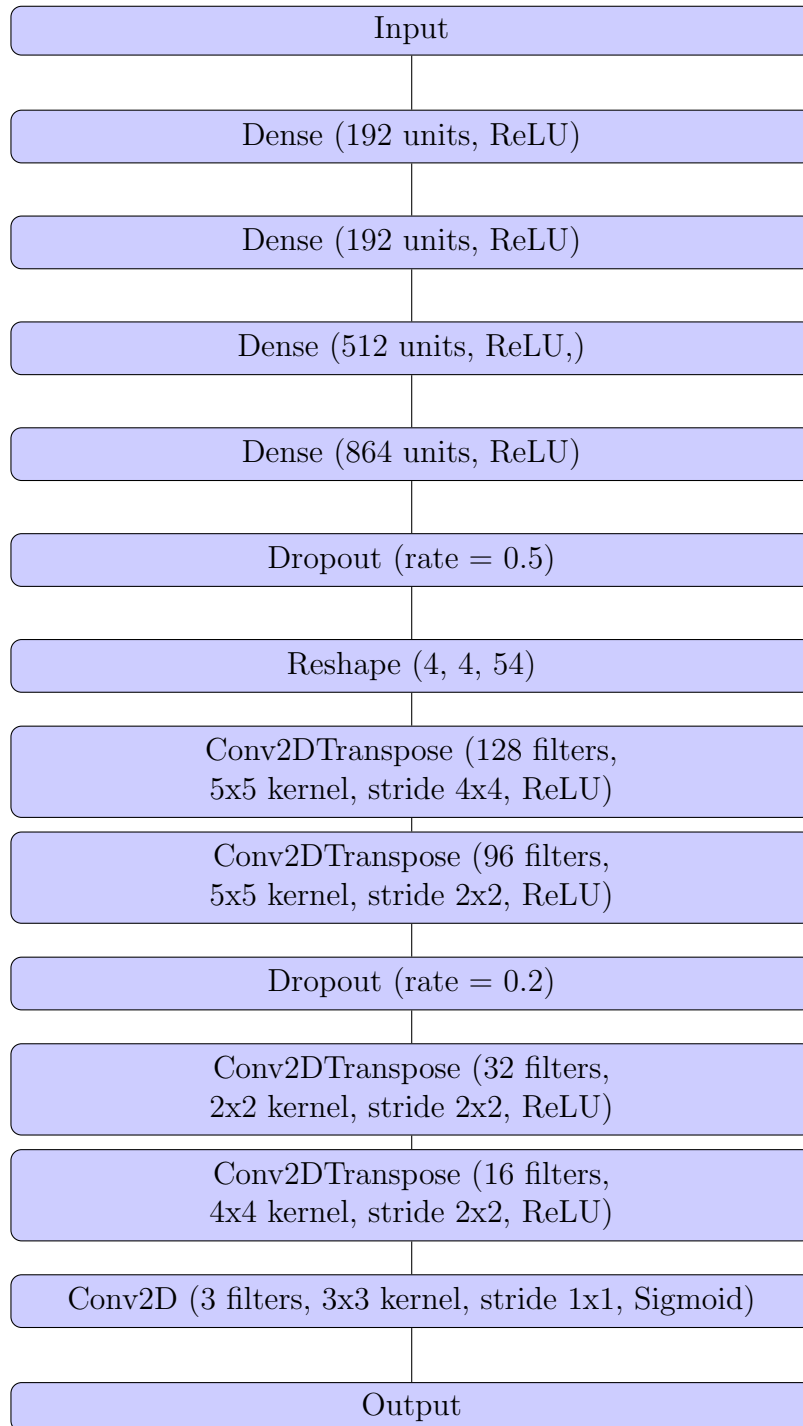 Input
Dense (192 units, ReLU)
Dense (192 units, ReLU)
Dense (512 units, ReLU,)
Dense (864 units, ReLU)
Dropout (rate = 0.5)
Reshape (4, 4, 54)
Conv2DTranspose (128 filters,
5x5 kernel, stride 4x4, ReLU)
Conv2DTranspose (96 filters,
5x5 kernel, stride 2x2, ReLU)
Dropout (rate = 0.2)
Conv2DTranspose (32 filters,
2x2 kernel, stride 2x2, ReLU)
Conv2DTranspose (16 filters,
4x4 kernel, stride 2x2, ReLU)
Conv2D (3 filters, 3x3 kernel, stride 1x1, Sigmoid)
Output